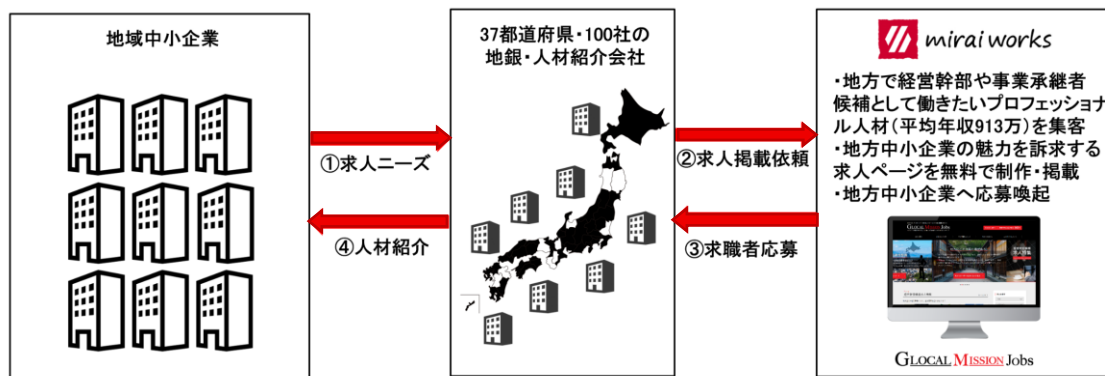 地域中小企業
①求人ニーズ
④人材紹介
37都道府県・100社の
地銀・人材紹介会社
②求人掲載依頼
③求職者応募
mirai works
・地方で経営幹部や事業承継者
候補として働きたいプロフェッショナ
ル人材(平均年収913万)を集客
・地方中小企業の魅力を訴求する
求人ページを無料で制作・掲載
・地方中小企業へ応募喚起
GLOCAL MISSION JOBS
GLOCAL MISSION JOBS